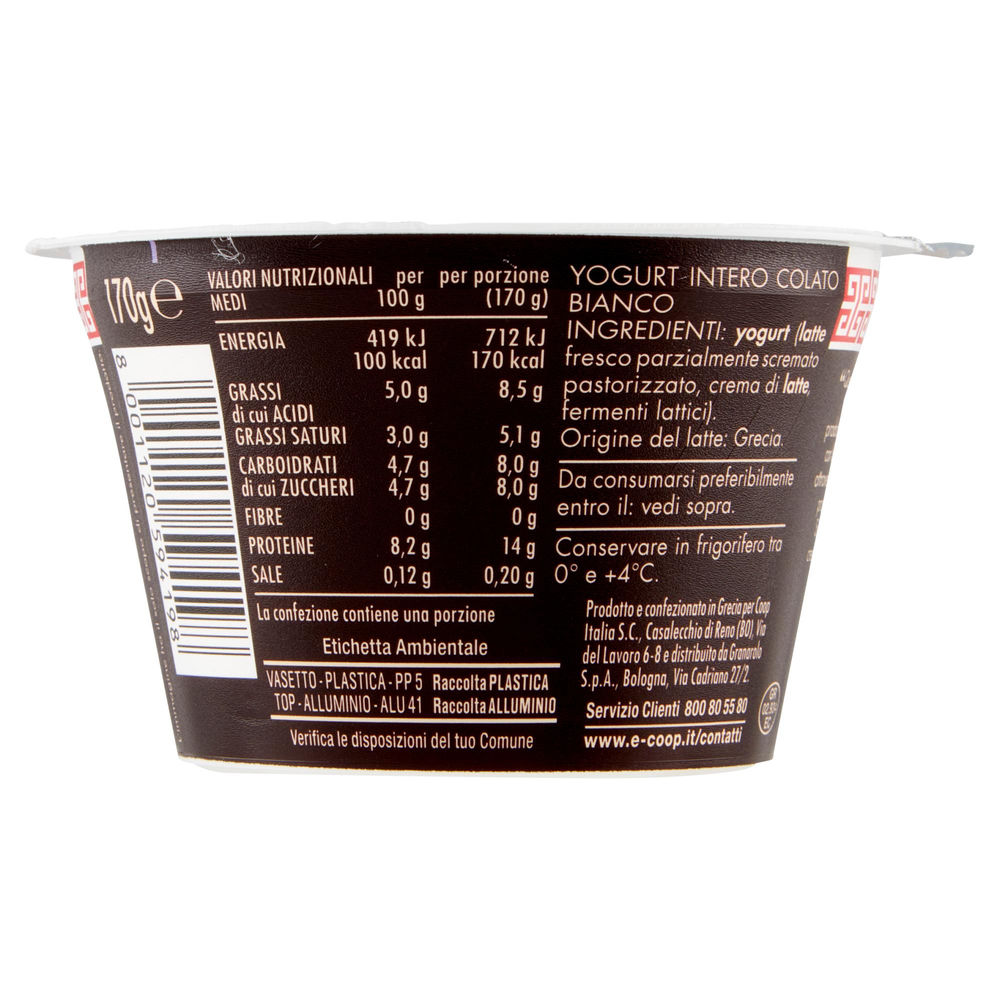 170g e
VALORI NUTRIZIONALI per per porzione
MEDI 100 g (170 g)
ENERGIA 419 kJ 712 kJ
100 kcal 170 kcal
GRASSI 5,0 g 8,5 g
di cui ACIDI
GRASSI SATURI 3,0 g 5,1 g
CARBOIDRATI 4,7 g 8,0 g
di cui ZUCCHERI 4,7 g 8,0 g
FIBRE 0 g 0 g
PROTEINE 8,2 g 14 g
SALE 0,12 g 0,20 g
La confezione contiene una porzione
Etichetta Ambientale
VASETTO - PLASTICA - PP 5 Raccolta PLASTICA
TOP - ALLUMINIO - ALU 41 Raccolta ALLUMINIO
Verifica le disposizioni del tuo Comune
8 001120 594198
YOGURT INTERO COLATO
BIANCO
INGREDIENTI: yogurt (latte
fresco parzialmente scremato
pastorizzato, crema di latte,
fermenti lattici).
Origine del latte: Grecia.
Da consumarsi preferibilmente
entro il: vedi sopra.
Conservare in frigorifero tra
0° e +4°C.
Prodotto e confezionato in Grecia per Coop
Italia S.C., Casalecchio di Reno (BO), Via
del Lavoro 6-8 e distribuito da Granarolo
S.p.A., Bologna, Via Cadriano 27/2.
Servizio Clienti 800 80 55 80
www.e-coop.it/contatti
GR
EC